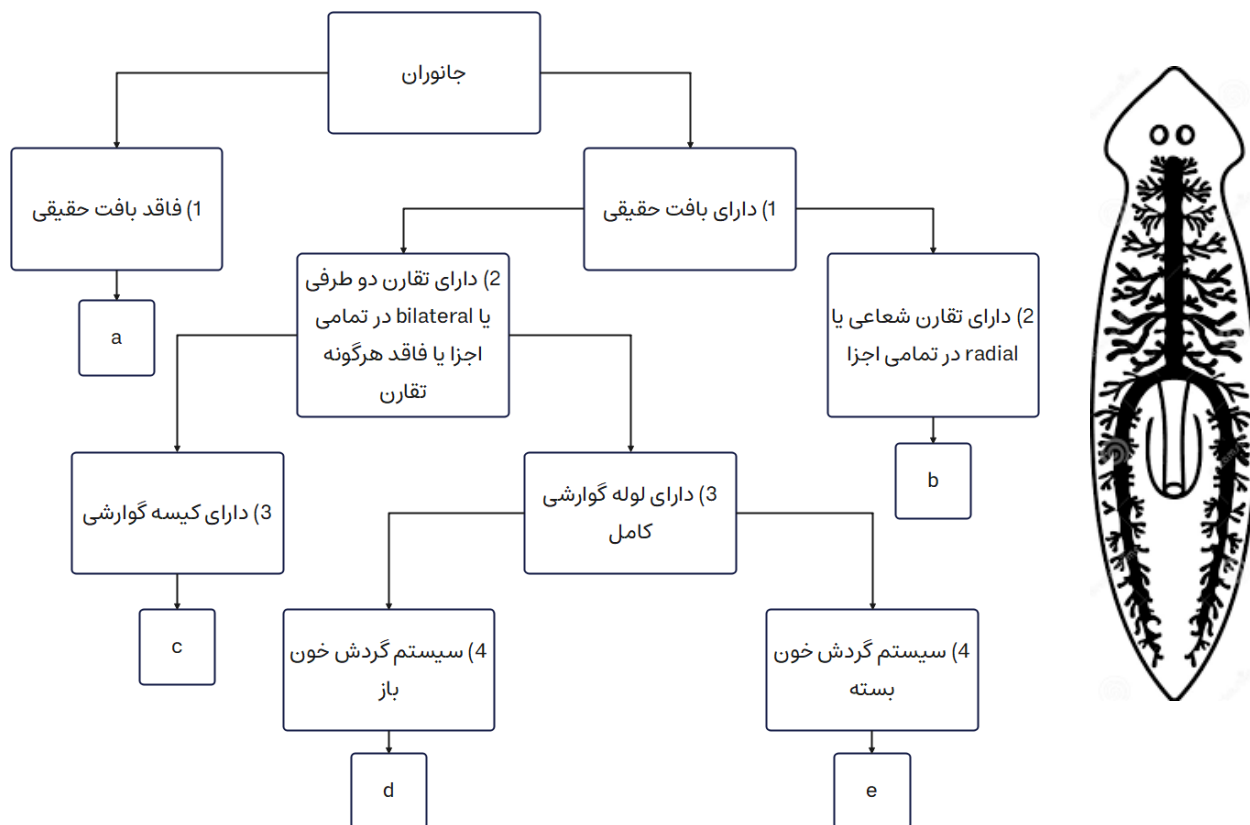 جانوران
1) فاقد بافت حقیقی
1) دارای بافت حقیقی
a
2) دارای تقارن دو طرفی
یا bilateral در تمامی
اجزا یا فاقد هرگونه
تقارن
2) دارای تقارن شعاعی یا
radial در تمامی اجزا
b
3) دارای کیسه گوارشی
3) دارای لوله گوارشی
کامل
c
4) سیستم گردش خون
باز
4) سیستم گردش خون
بسته
d
e